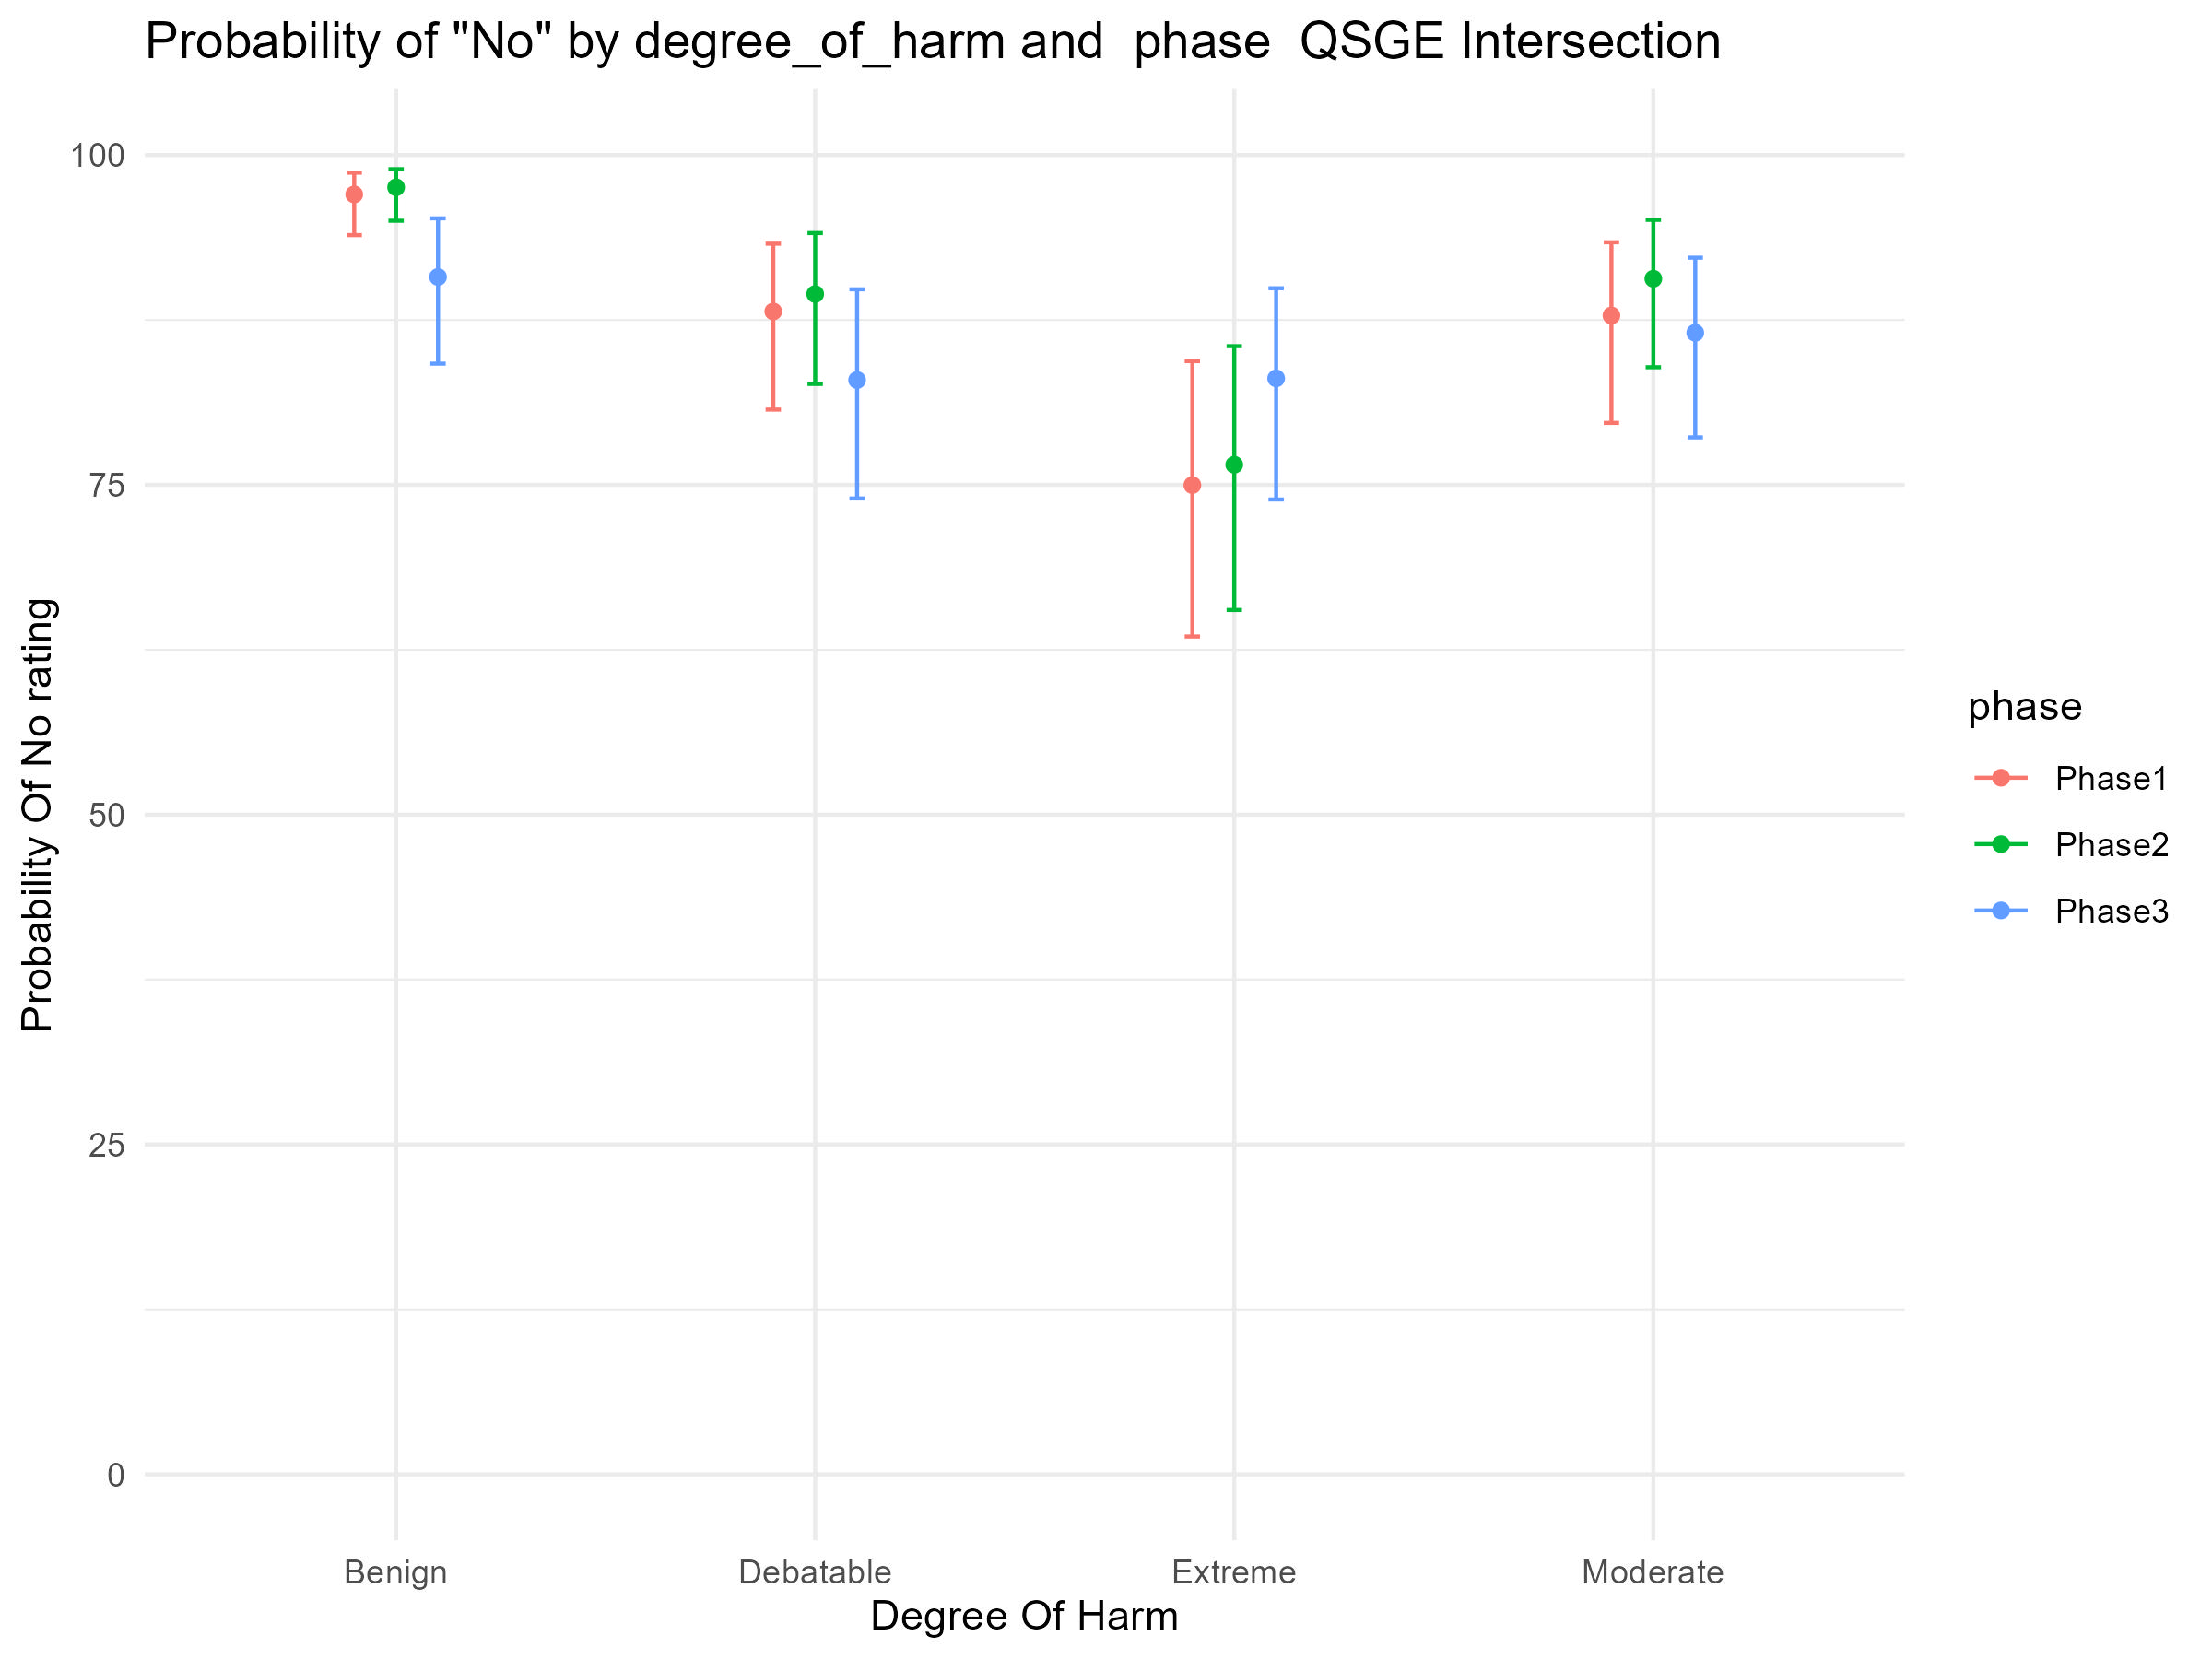 Probability of "No" by degree_of_harm and  phase  QSGE Intersection
Probability Of No rating
100
75
50
25
0
Benign
Debatable
Extreme
Moderate
Degree Of Harm
phase
Phase1
Phase2
Phase3